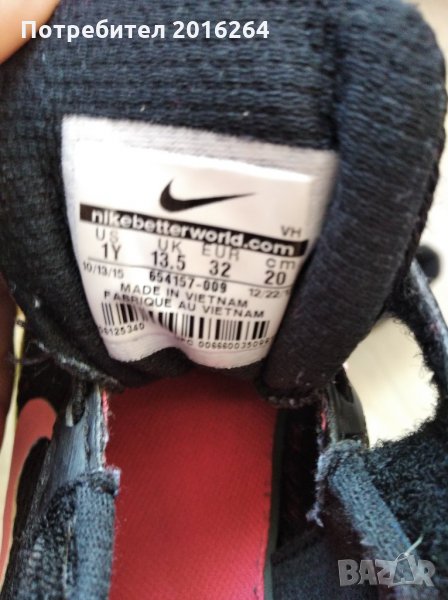 Потребител 2016264
nikebetterworld.com
VH
US UK EUR cm
1Y 13.5 32 20
10/13/15 654157-009 12/22/1
MADE IN VIETNAM
FABRIQUE AU VIETNAM
BAZAR